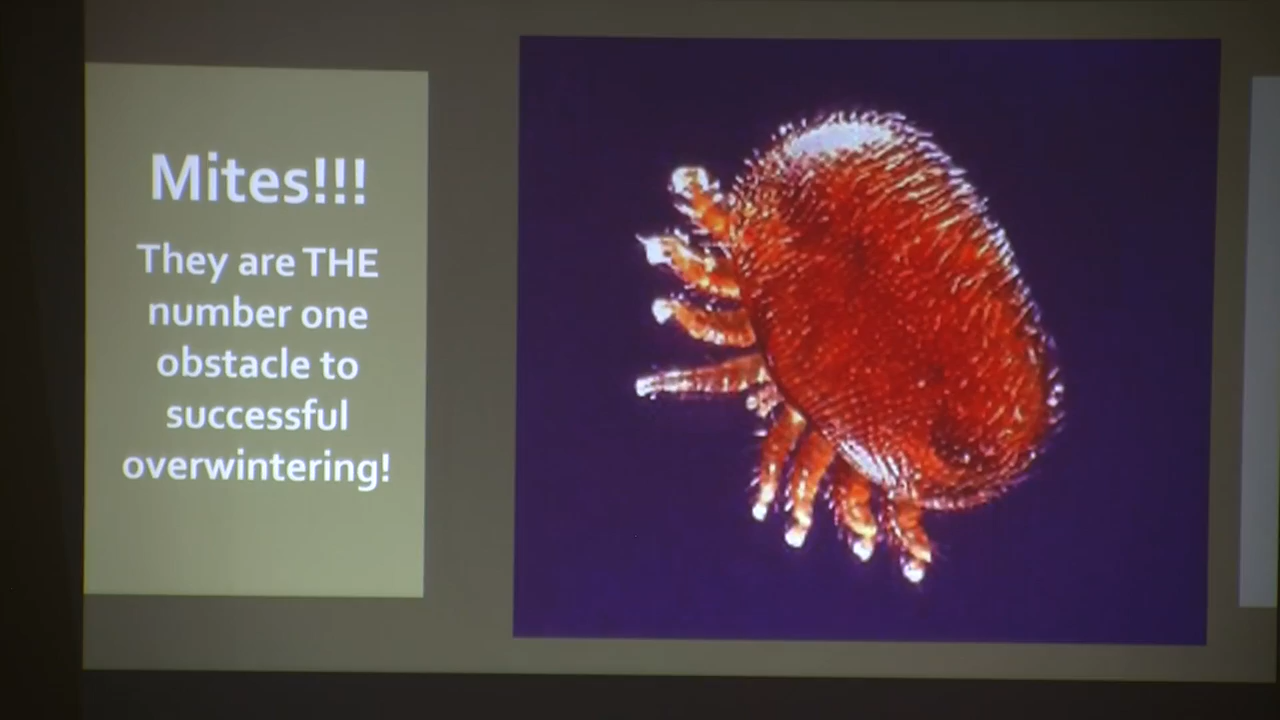 Mites!!!
They are THE
number one
obstacle to
successful
overwintering!